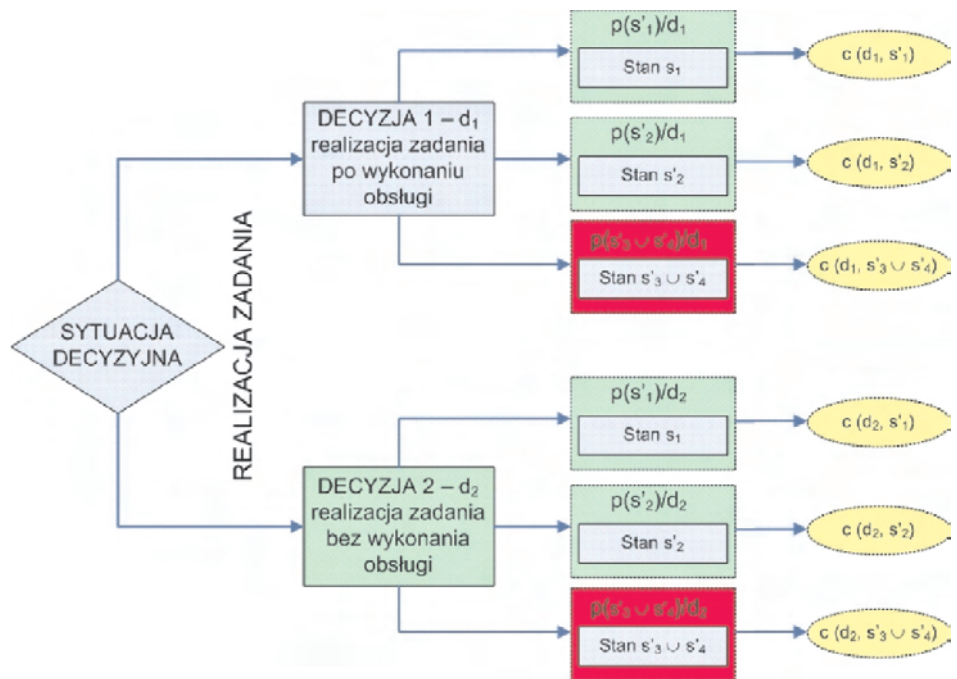 p(s'₁)/d₁
Stan s₁
c (d₁, s'₁)
DECYZJA 1 – d₁
realizacja zadania
po wykonaniu
obsługi
p(s'₂)/d₁
Stan s'₂
c (d₁, s'₂)
p(s'₃ ∪ s'₄)/d₁
Stan s'₃ ∪ s'₄
c (d₁, s'₃ ∪ s'₄)
SYTUACJA
DECYZYJNA
REALIZACJA ZADANIA
p(s'₁)/d₂
Stan s₁
c (d₂, s'₁)
DECYZJA 2 – d₂
realizacja zadania
bez wykonania
obsługi
p(s'₂)/d₂
Stan s'₂
c (d₂, s'₂)
p(s'₃ ∪ s'₄)/d₂
Stan s'₃ ∪ s'₄
c (d₂, s'₃ ∪ s'₄)